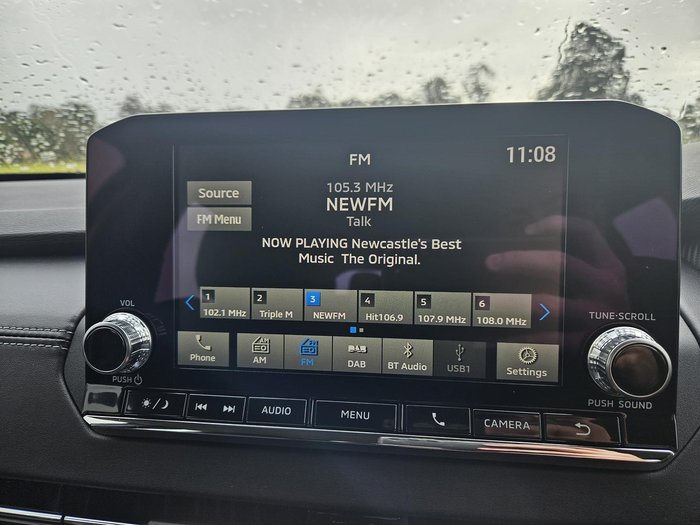 FM
11:08
Source
105.3 MHz
FM Menu
NEWFM
Talk
NOW PLAYING Newcastle's Best
Music The Original.
1
102.1 MHz
2
Triple M
3
NEWFM
4
Hit106.9
5
107.9 MHz
6
108.0 MHz
VOL
TUNE·SCROLL
Phone
AM
FM
DAB
BT Audio
USB1
Settings
PUSH
PUSH SOUND
AUDIO
MENU
CAMERA